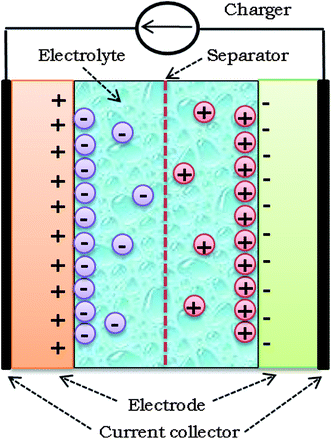 Charger
Electrolyte
Separator
Electrode
Current collector